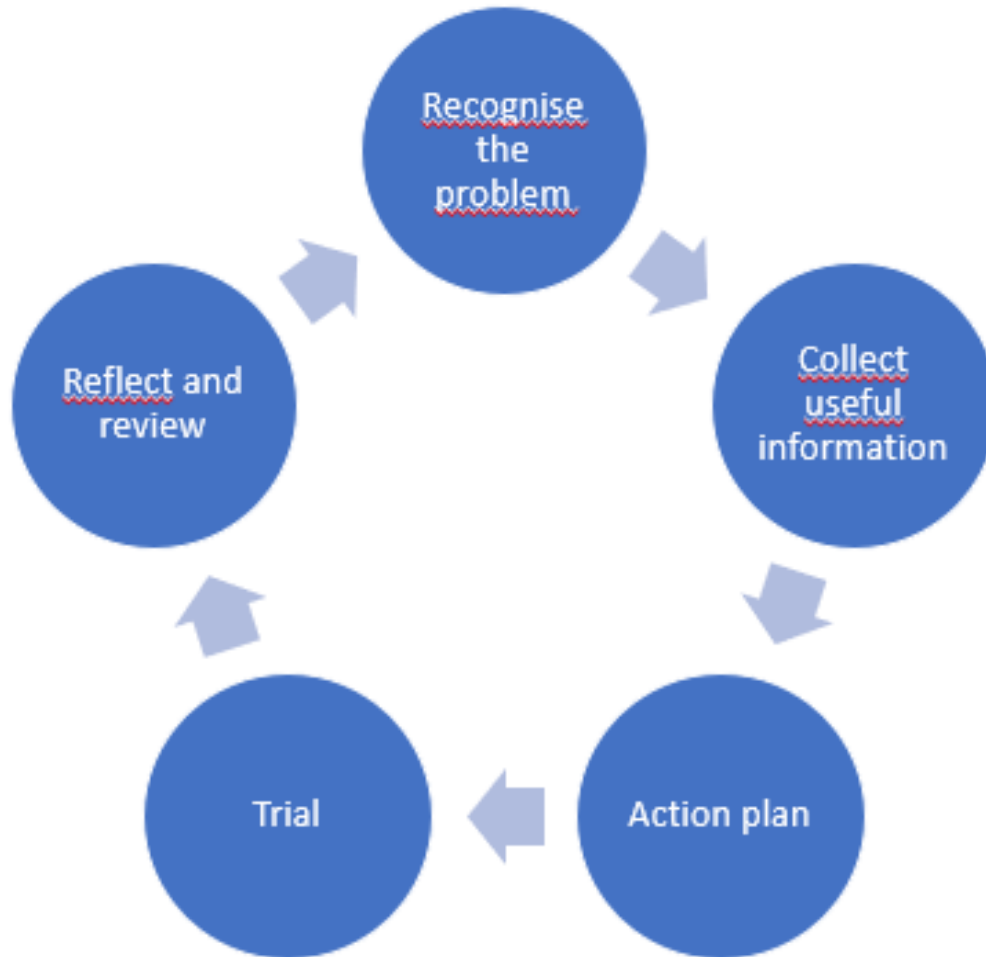 Recognise
the
problem
Collect
useful
information
Action plan
Trial
Reflect and
review